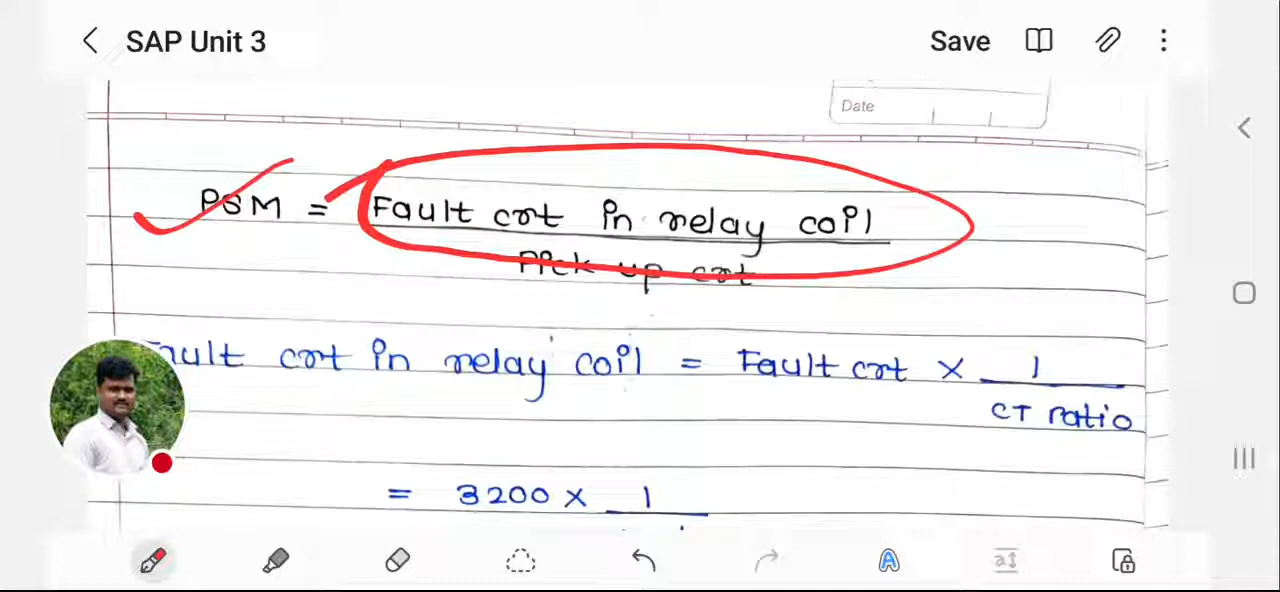 SAP Unit 3
Save
Date
PSM = Fault crt in relay coil
Pick up crt
Fault crt in relay coil = Fault crt × 1
CT ratio
= 3200 × 1